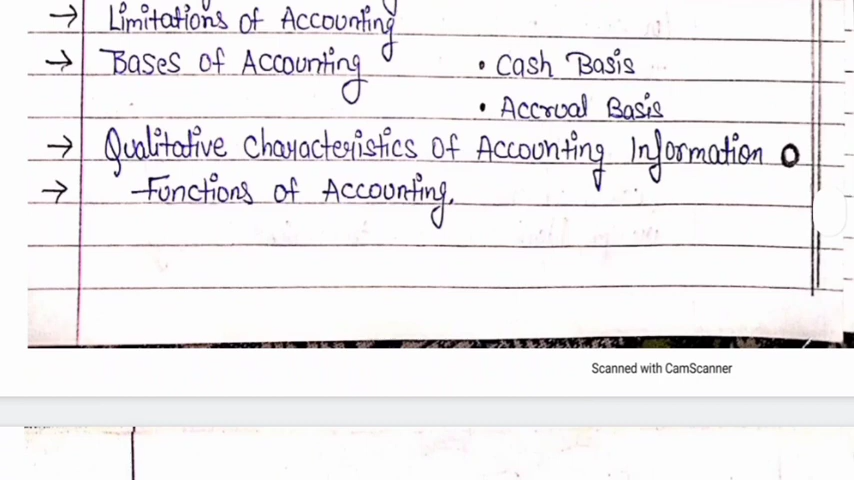 → Limitations of Accounting
→ Bases of Accounting • Cash Basis
• Accrual Basis
→ Qualitative Characteristics of Accounting Information
→ Functions of Accounting.
Scanned with CamScanner